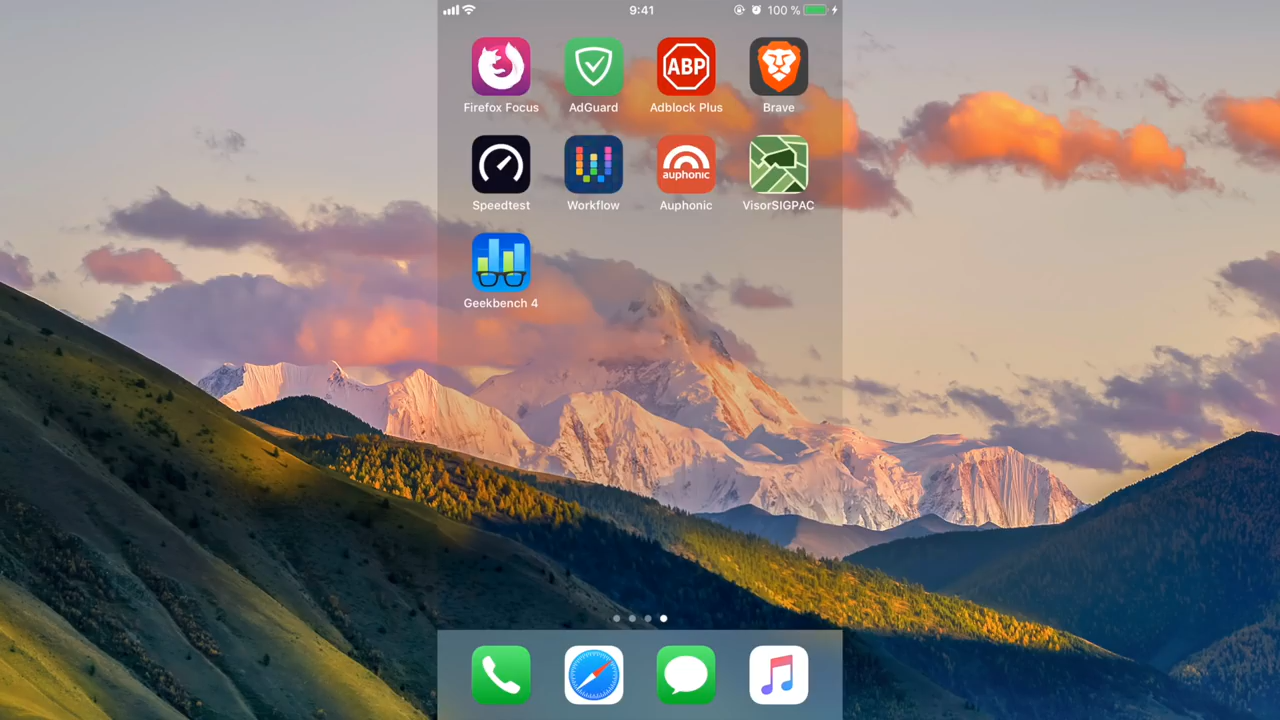 9:41
100 %
Firefox Focus
AdGuard
ABP
Adblock Plus
Brave
Speedtest
Workflow
auphonic
Auphonic
VisorSIGPAC
Geekbench 4